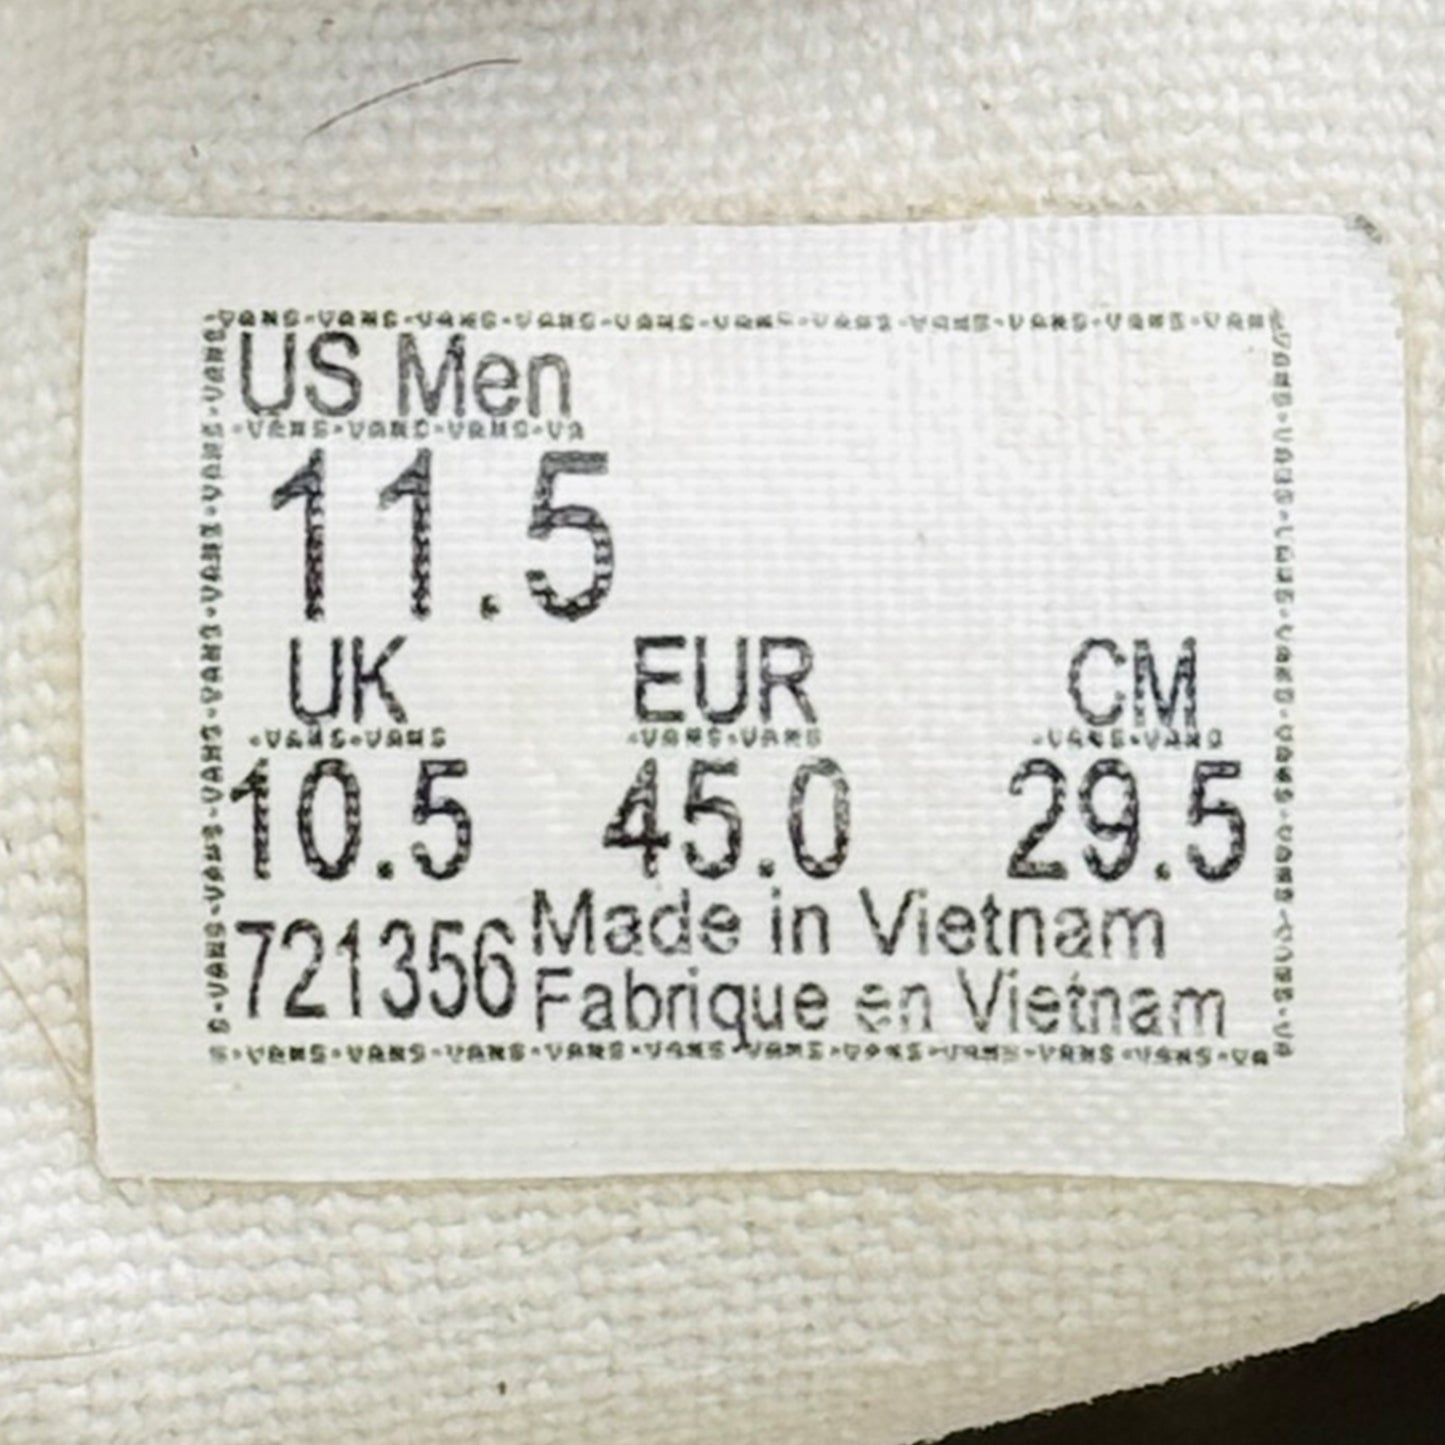 US Men
11.5
UK EUR CM
10.5 45.0 29.5
721356 Made in Vietnam
Fabriqué en Vietnam